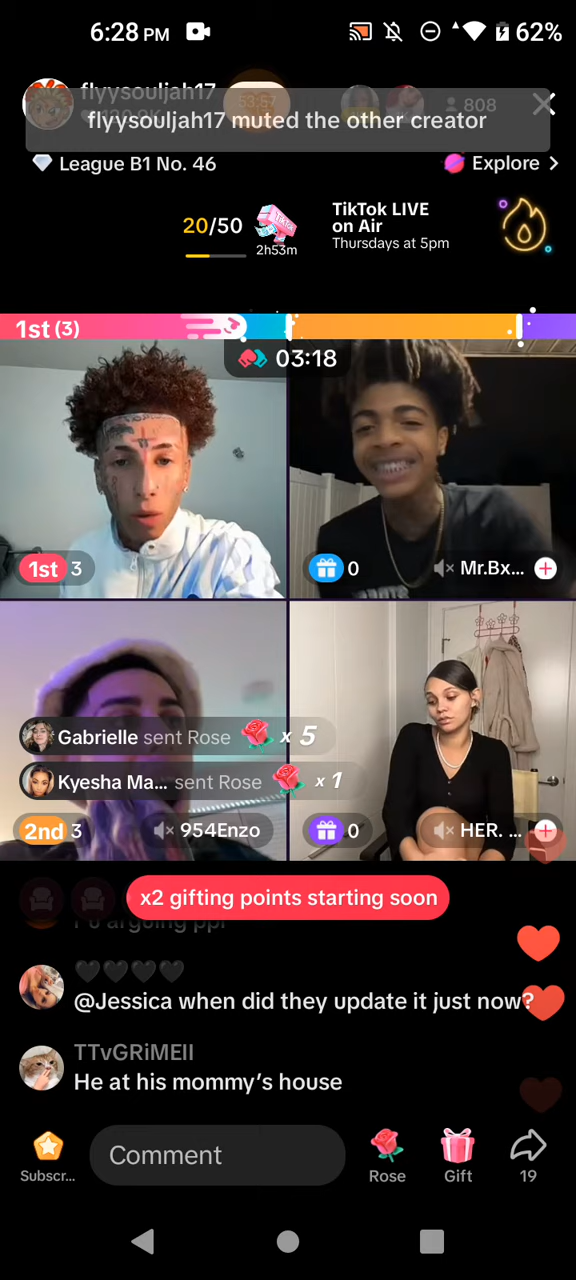 6:28 PM
62%
flyysouljah17
808
flyysouljah17 muted the other creator
League B1 No. 46
Explore
20/50
2h53m
TikTok LIVE
on Air
Thursdays at 5pm
1st (3)
03:18
1st 3
0
Mr.Bx...
Gabrielle sent Rose x 5
Kyesha Ma... sent Rose x 1
2nd 3
954Enzo
0
HER. ...
x2 gifting points starting soon
@Jessica when did they update it just now?
TTvGRiMEII
He at his mommy's house
Subscr...
Comment
Rose
Gift
19